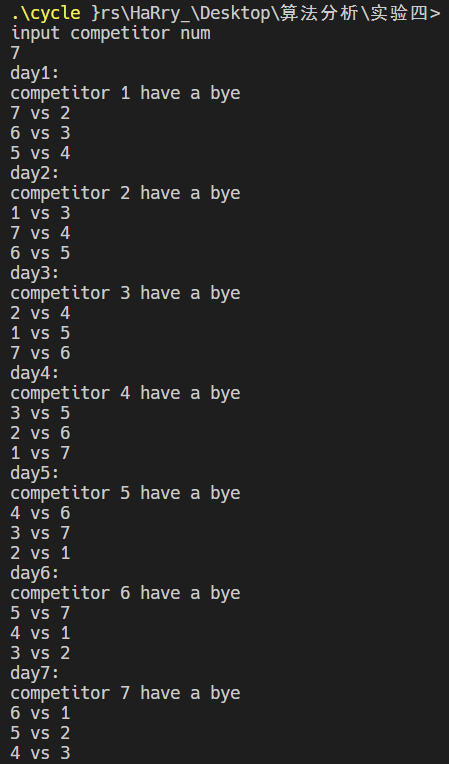 .\cycle }rs\HaRry_\Desktop\算法分析\实验四>
input competitor num
7
day1:
competitor 1 have a bye
7 vs 2
6 vs 3
5 vs 4
day2:
competitor 2 have a bye
1 vs 3
7 vs 4
6 vs 5
day3:
competitor 3 have a bye
2 vs 4
1 vs 5
7 vs 6
day4:
competitor 4 have a bye
3 vs 5
2 vs 6
1 vs 7
day5:
competitor 5 have a bye
4 vs 6
3 vs 7
2 vs 1
day6:
competitor 6 have a bye
5 vs 7
4 vs 1
3 vs 2
day7:
competitor 7 have a bye
6 vs 1
5 vs 2
4 vs 3